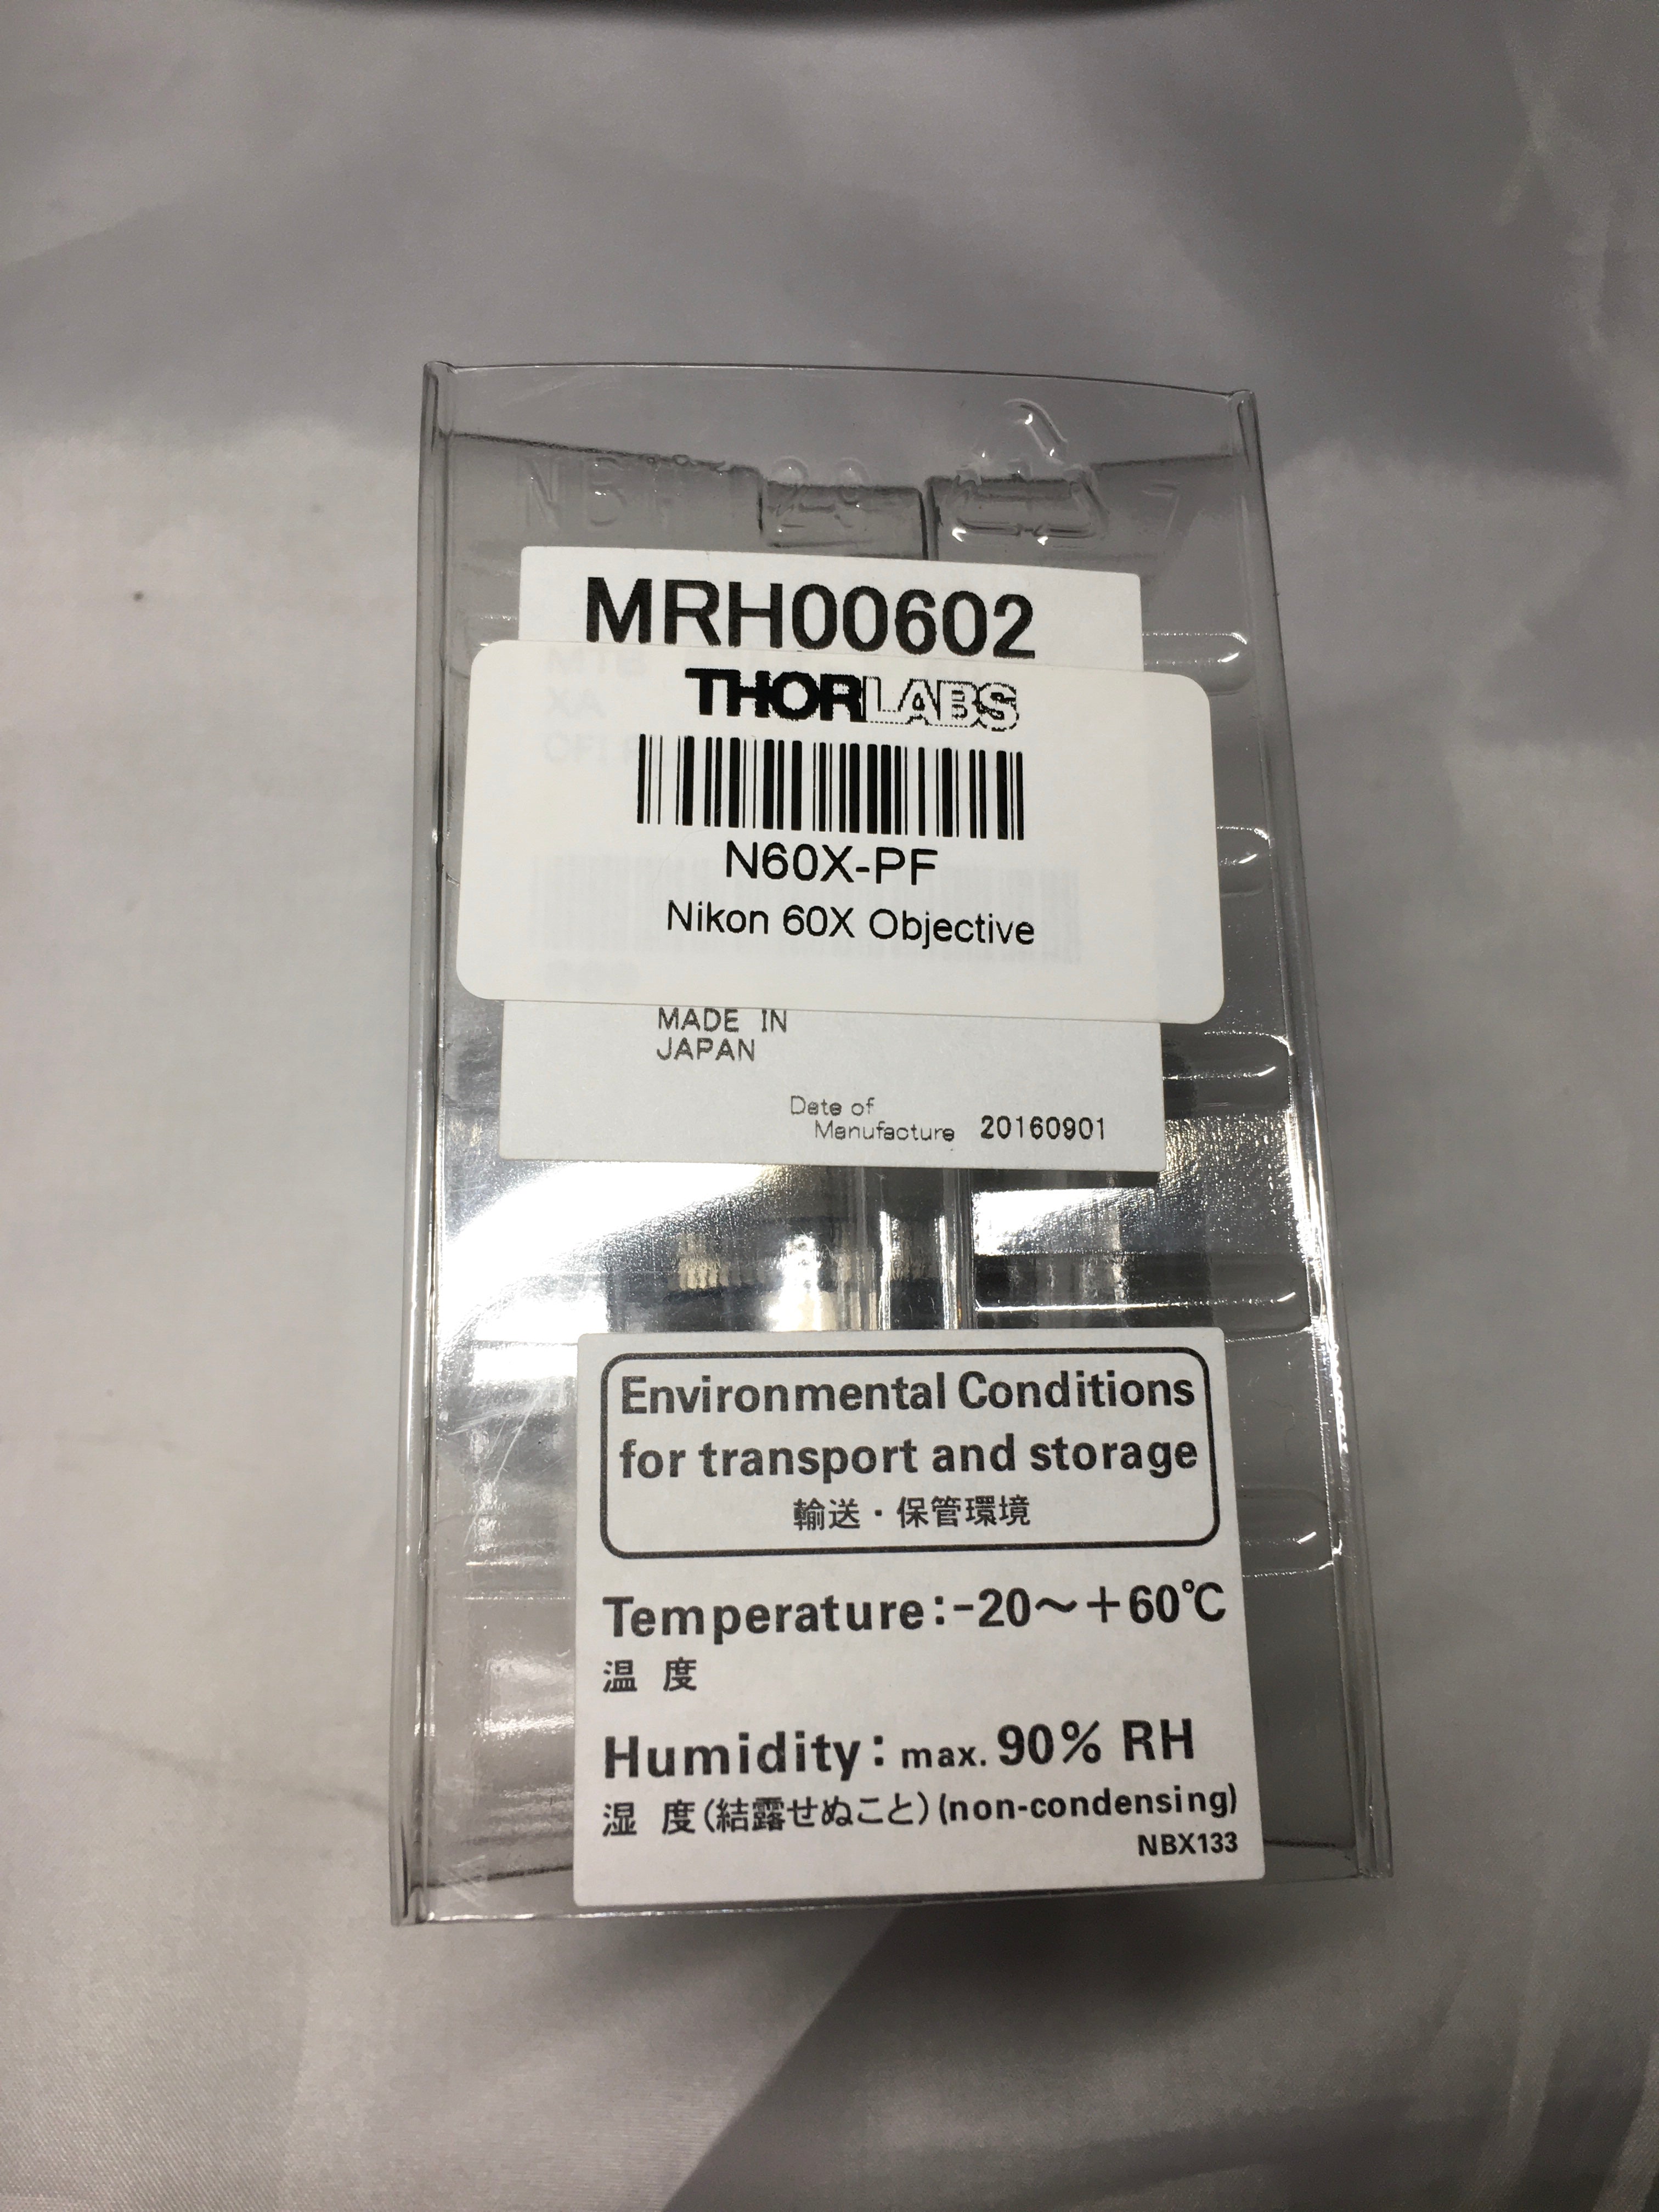 MRH00602
THORLABS
N60X-PF
Nikon 60X Objective
MADE IN
JAPAN
Date of
Manufacture 20160901
Environmental Conditions
for transport and storage
輸送・保管環境
Temperature:-20～+60℃
温 度
Humidity: max. 90% RH
湿 度(結露せぬこと)(non-condensing)
NBX133